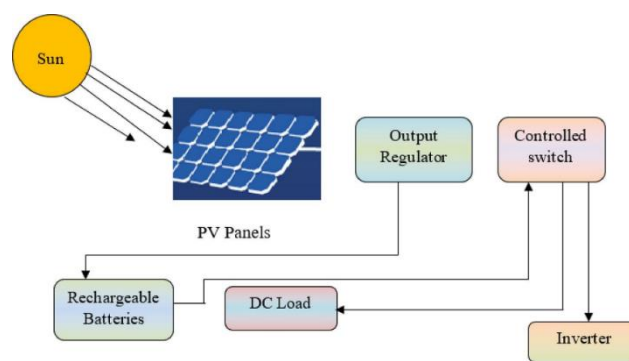 Sun
Output
Regulator
Controlled
switch
PV Panels
Rechargeable
Batteries
DC Load
Inverter